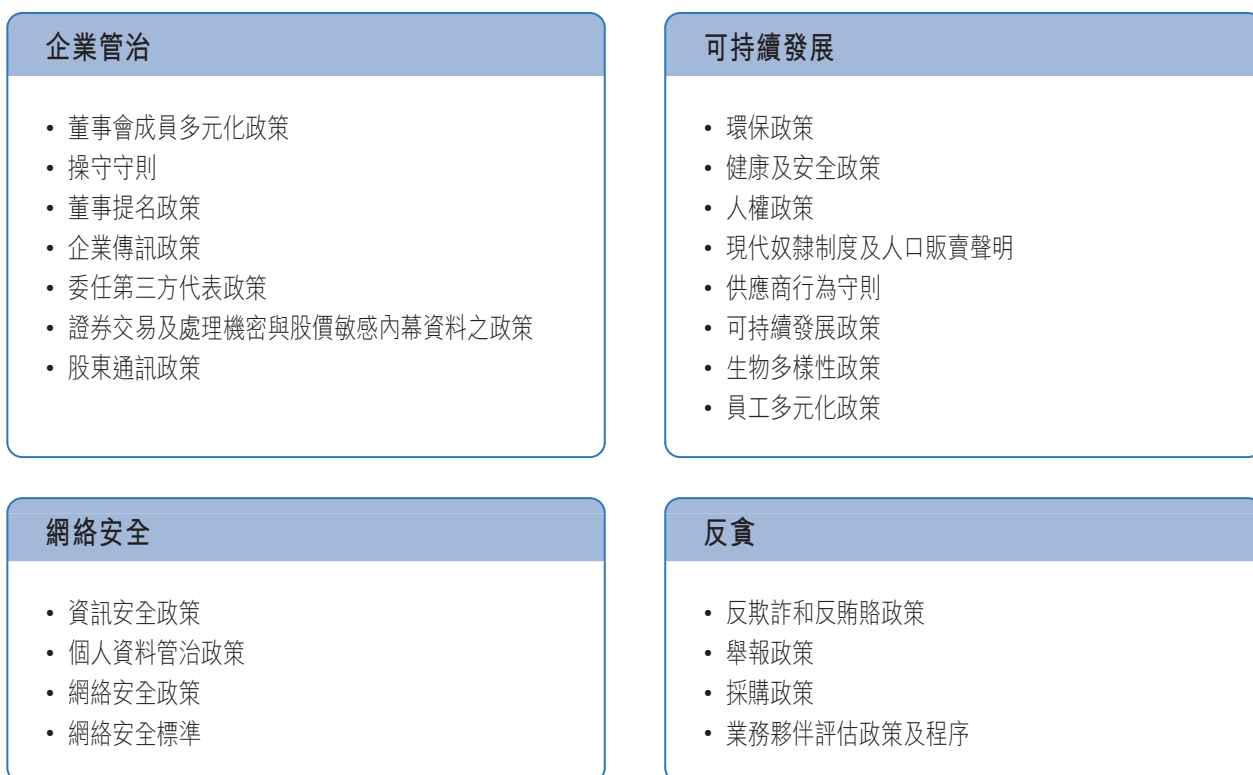 企業管治
• 董事會成員多元化政策
• 操守守則
• 董事提名政策
• 企業傳訊政策
• 委任第三方代表政策
• 證券交易及處理機密與股價敏感內幕資料之政策
• 股東通訊政策
可持續發展
• 環保政策
• 健康及安全政策
• 人權政策
• 現代奴隸制度及人口販賣聲明
• 供應商行為守則
• 可持續發展政策
• 生物多樣性政策
• 員工多元化政策
網絡安全
• 資訊安全政策
• 個人資料管治政策
• 網絡安全政策
• 網絡安全標準
反貪
• 反欺詐和反賄賂政策
• 舉報政策
• 採購政策
• 業務夥伴評估政策及程序